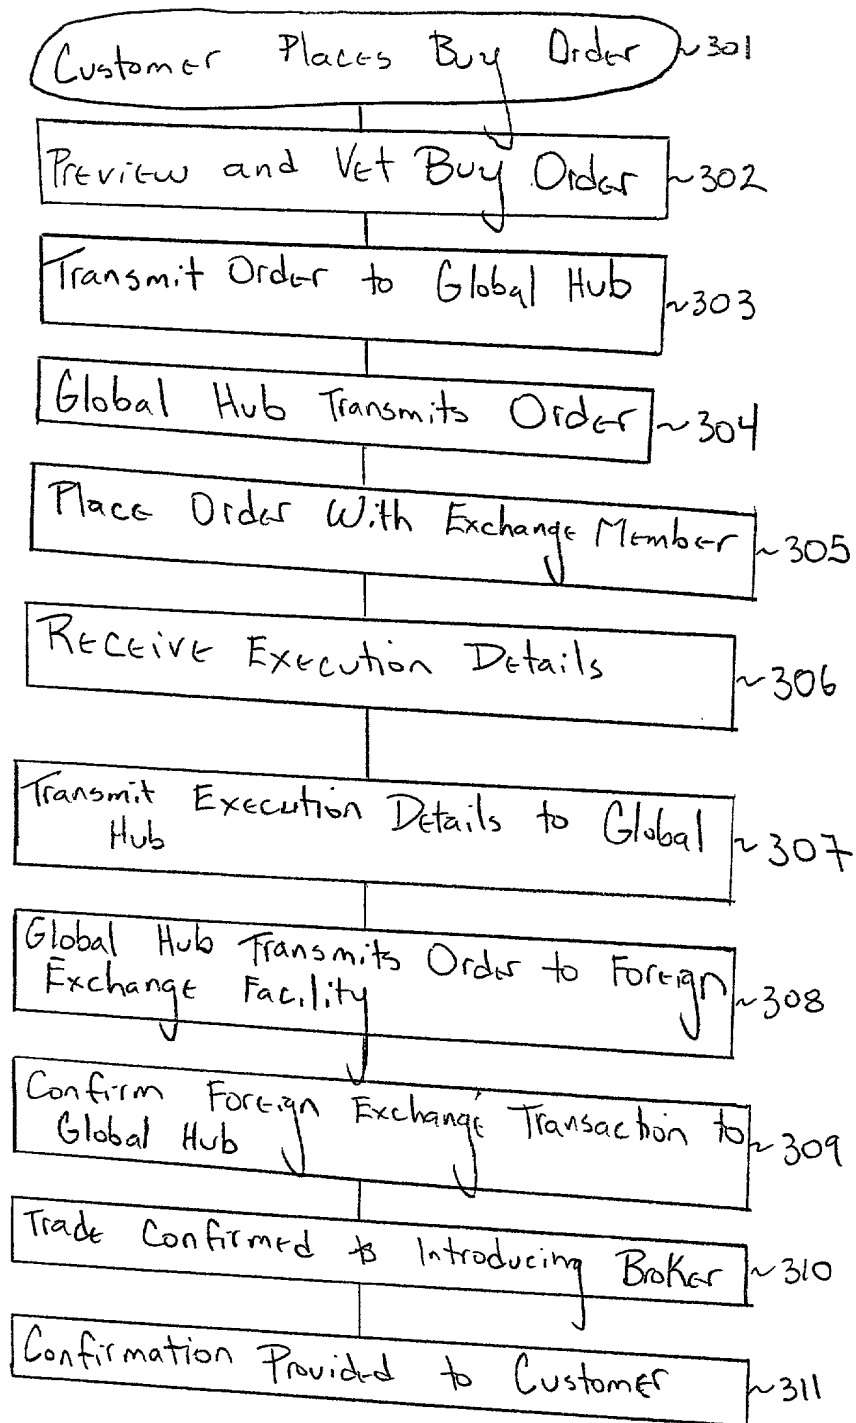 Customer Places Buy Order ~301
Preview and Vet Buy Order ~302
Transmit Order to Global Hub ~303
Global Hub Transmits Order ~304
Place Order With Exchange Member ~305
Receive Execution Details ~306
Transmit Execution Details to Global
Hub ~307
Global Hub Transmits Order to Foreign
Exchange Facility ~308
Confirm Foreign Exchange Transaction to
Global Hub ~309
Trade Confirmed to Introducing Broker ~310
Confirmation Provided to Customer ~311